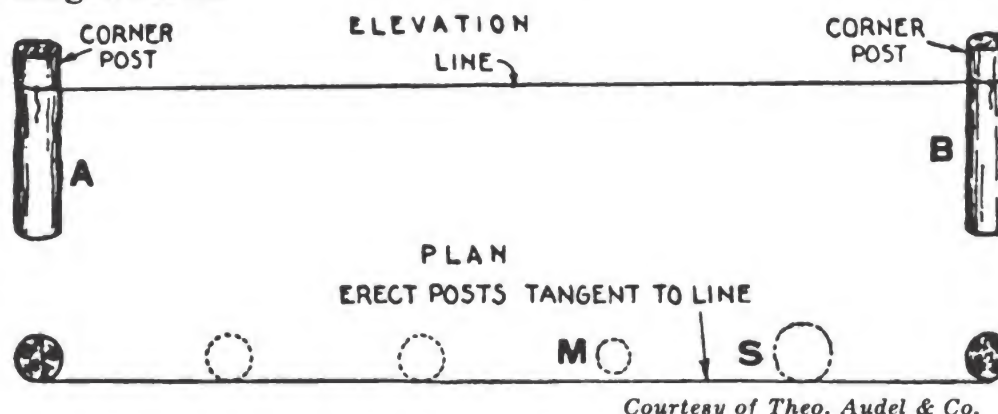 CORNER
POST
ELEVATION
LINE
CORNER
POST
A
B
PLAN
ERECT POSTS TANGENT TO LINE
M
S
Courtesy of Theo. Audel & Co.